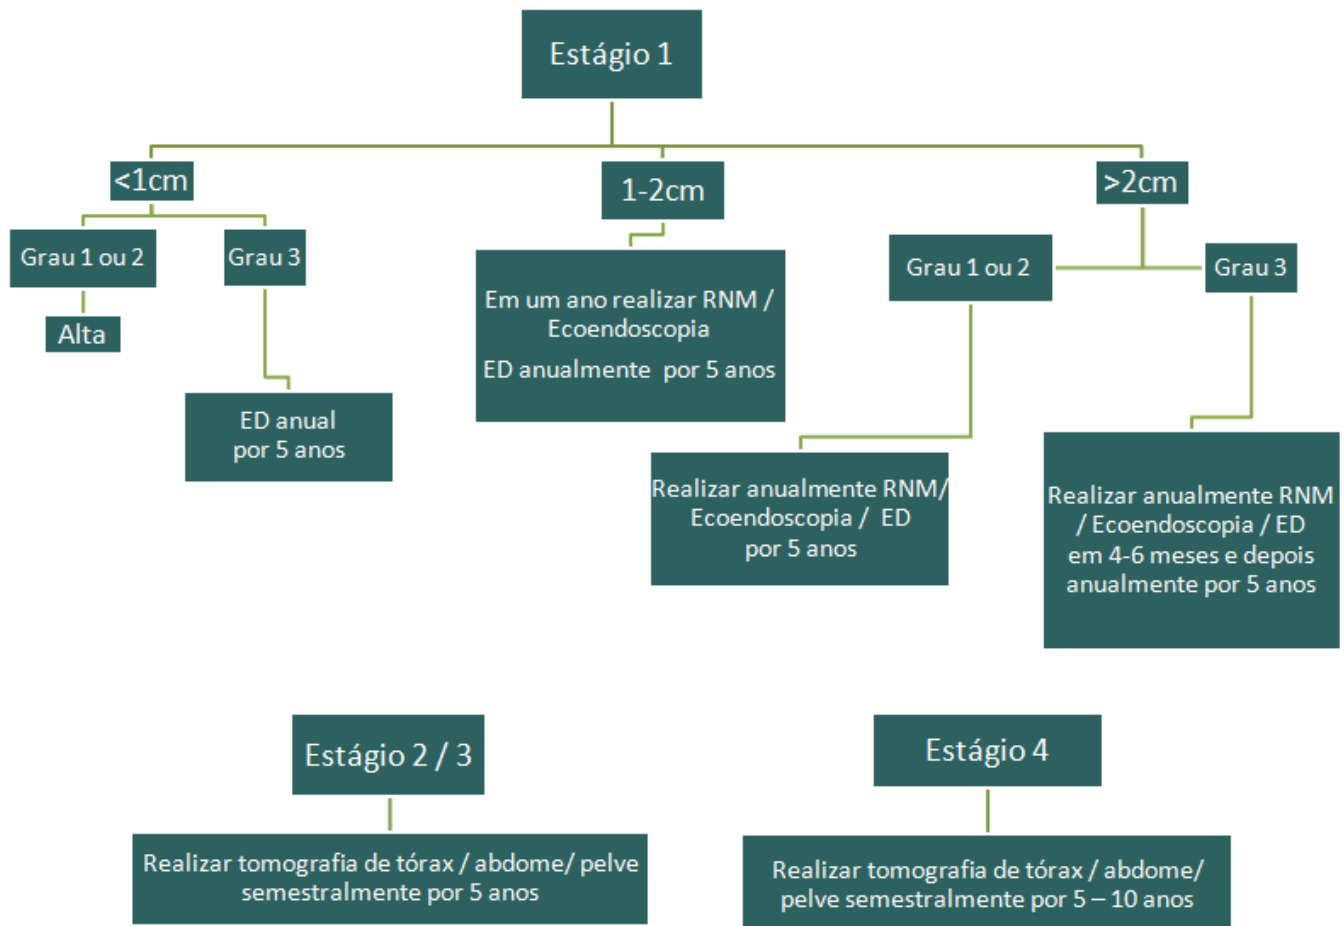 Estágio 1
<1cm
1-2cm
>2cm
Grau 1 ou 2
Grau 3
Alta
ED anual
por 5 anos
Em um ano realizar RNM /
Ecoendoscopia
ED anualmente por 5 anos
Grau 1 ou 2
Grau 3
Realizar anualmente RNM/
Ecoendoscopia / ED
por 5 anos
Realizar anualmente RNM
/ Ecoendoscopia / ED
em 4-6 meses e depois
anualmente por 5 anos
Estágio 2 / 3
Realizar tomografia de tórax / abdome/ pelve
semestralmente por 5 anos
Estágio 4
Realizar tomografia de tórax / abdome/
pelve semestralmente por 5 – 10 anos